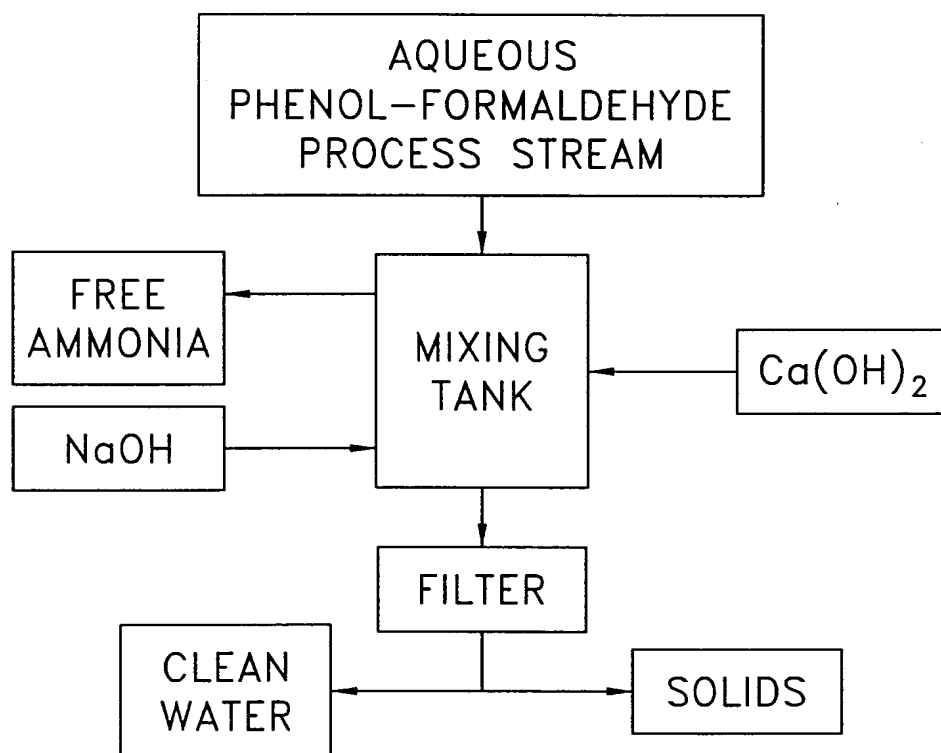 AQUEOUS
PHENOL-FORMALDEHYDE
PROCESS STREAM
FREE
AMMONIA
MIXING
TANK
Ca(OH)2
NaOH
FILTER
CLEAN
WATER
SOLIDS